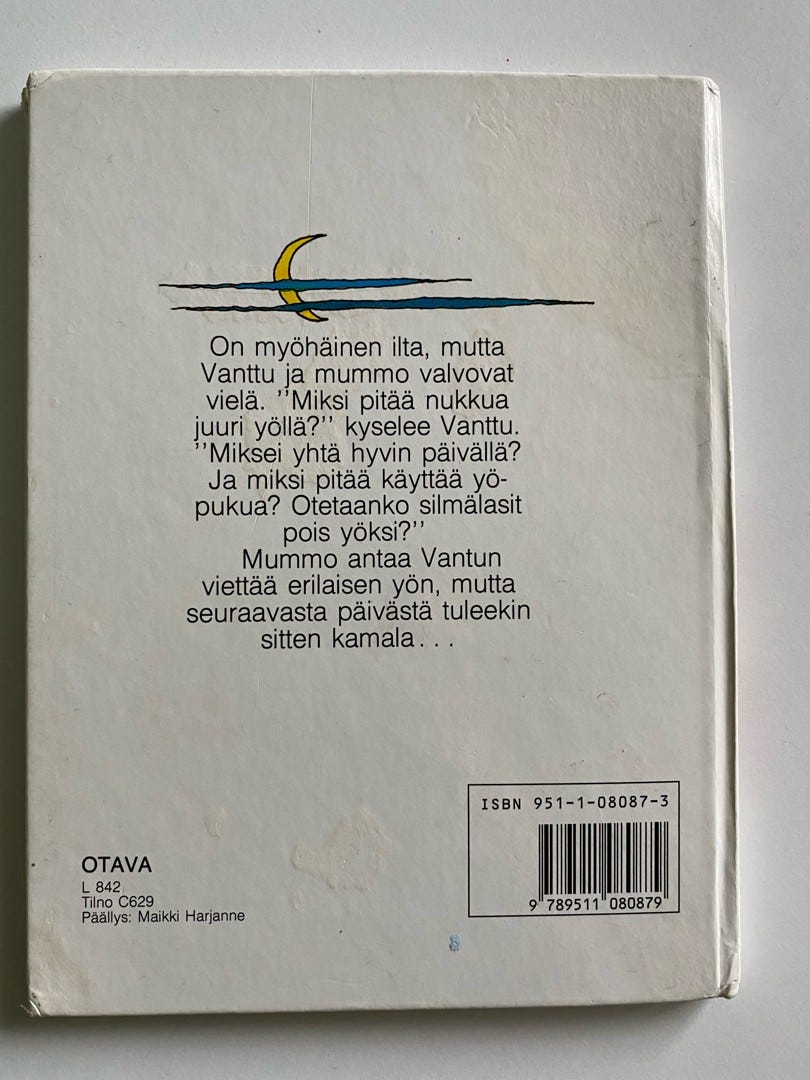 On myöhäinen ilta, mutta
Vanttu ja mummo valvovat
vielä. ''Miksi pitää nukkua
juuri yöllä?'' kyselee Vanttu.
''Miksei yhtä hyvin päivällä?
Ja miksi pitää käyttää yö-
pukua? Otetaanko silmälasit
pois yöksi?''
Mummo antaa Vantun
viettää erilaisen yön, mutta
seuraavasta päivästä tuleekin
sitten kamala . . .
ISBN 951-1-08087-3
9 789511 080879
OTAVA
L 842
Tilno C629
Päällys: Maikki Harjanne